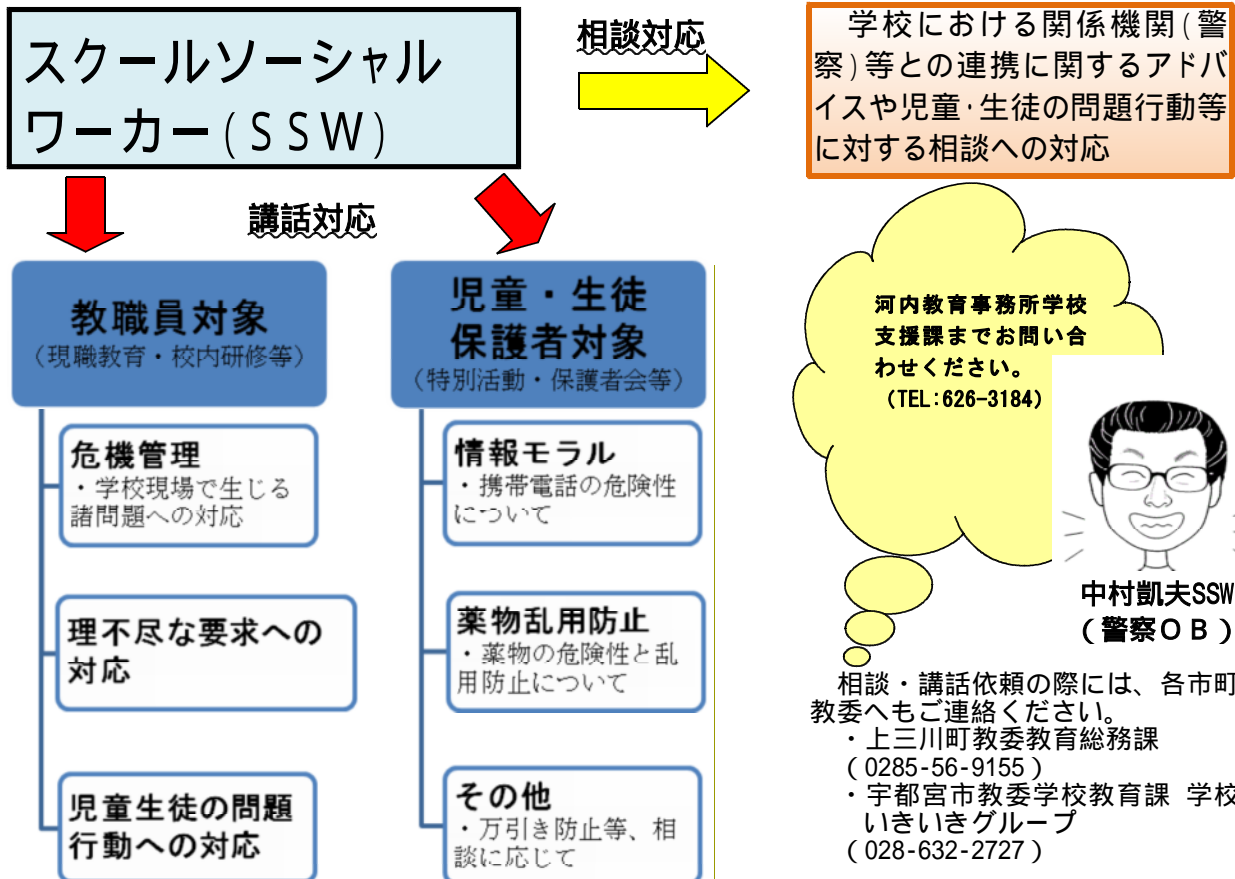 スクールソーシャル
ワーカー(ＳＳＷ)
相談対応
学校における関係機関(警
察)等との連携に関するアドバ
イスや児童・生徒の問題行動等
に対する相談への対応
講話対応
教職員対象
（現職教育・校内研修等）
危機管理
・学校現場で生じる
諸問題への対応
理不尽な要求への
対応
児童生徒の問題
行動への対応
児童・生徒
保護者対象
（特別活動・保護者会等）
情報モラル
・携帯電話の危険性
について
薬物乱用防止
・薬物の危険性と乱
用防止について
その他
・万引き防止等、相
談に応じて
河内教育事務所学校
支援課までお問い合
わせください。
（TEL:626-3184）
中村凱夫SSW
（警察ＯＢ）
相談・講話依頼の際には、各市町
教委へもご連絡ください。
・上三川町教委教育総務課
（0285-56-9155）
・宇都宮市教委学校教育課 学校
いきいきグループ
（028-632-2727）